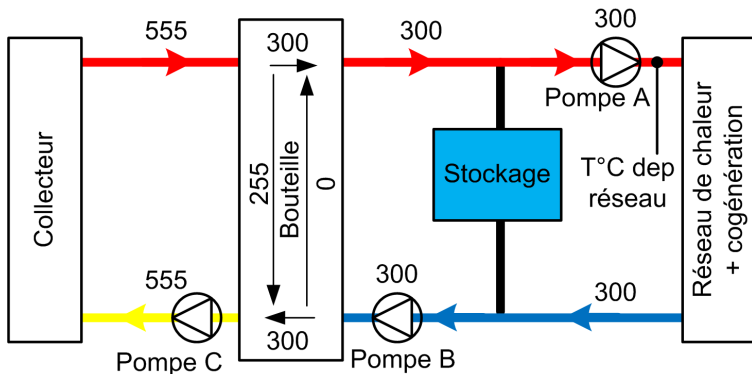 555
300
300
300
Pompe A
Collecteur
255
Bouteille
0
Stockage
T°C dep
réseau
Réseau de chaleur
+ cogénération
555
300
300
300
Pompe C
Pompe B